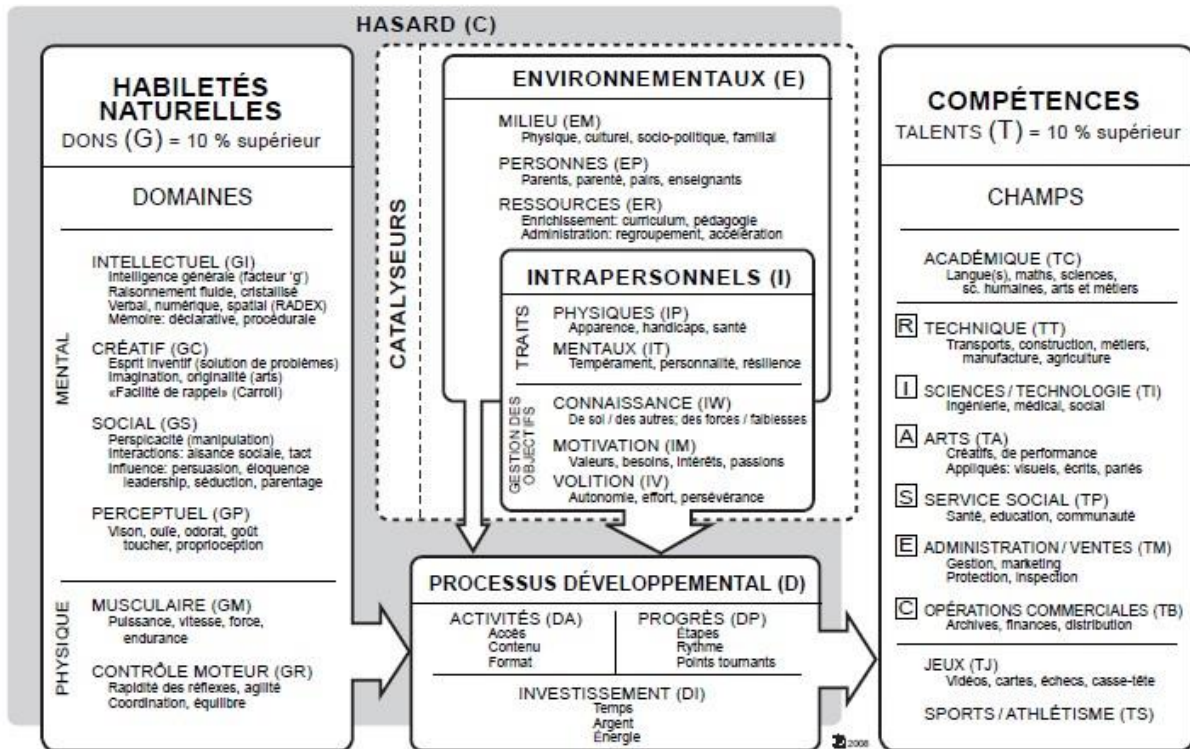 HASARD (C)
HABILETÉS
NATURELLES
DONS (G) = 10 % supérieur
DOMAINES
MENTAL
INTELLECTUEL (GI)
Intelligence générale (facteur 'g')
Raisonnement fluide, cristallisé
Verbal, numérique, spatial (RADEX)
Mémoire: déclarative, procédurale
CRÉATIF (GC)
Esprit inventif (solution de problèmes)
Imagination, originalité (arts)
«Facilité de rappel» (Carroll)
SOCIAL (GS)
Perspicacité (manipulation)
Interactions: aisance sociale, tact
Influence: persuasion, éloquence
leadership, séduction, parentage
PERCEPTUEL (GP)
Vison, ouïe, odorat, goût
toucher, proprioception
PHYSIQUE
MUSCULAIRE (GM)
Puissance, vitesse, force,
endurance
CONTRÔLE MOTEUR (GR)
Rapidité des réflexes, agilité
Coordination, équilibre
CATALYSEURS
ENVIRONNEMENTAUX (E)
MILIEU (EM)
Physique, culturel, socio-politique, familial
PERSONNES (EP)
Parents, parenté, pairs, enseignants
RESSOURCES (ER)
Enrichissement: curriculum, pédagogie
Administration: regroupement, accélération
INTRAPERSONNELS (I)
TRAITS
PHYSIQUES (IP)
Apparence, handicaps, santé
MENTAUX (IT)
Tempérament, personnalité, résilience
GESTION DES
OBJECTIFS
CONNAISSANCE (IW)
De soi / des autres; des forces / faiblesses
MOTIVATION (IM)
Valeurs, besoins, intérêts, passions
VOLITION (IV)
Autonomie, effort, persévérance
PROCESSUS DÉVELOPPEMENTAL (D)
ACTIVITÉS (DA)
Accès
Contenu
Format
PROGRÈS (DP)
Étapes
Rythme
Points tournants
INVESTISSEMENT (DI)
Temps
Argent
Énergie
COMPÉTENCES
TALENTS (T) = 10 % supérieur
CHAMPS
ACADÉMIQUE (TC)
Langue(s), maths, sciences,
sc. humaines, arts et métiers
R TECHNIQUE (TT)
Transports, construction, métiers,
manufacture, agriculture
I SCIENCES / TECHNOLOGIE (TI)
Ingénierie, médical, social
A ARTS (TA)
Créatifs, de performance
Appliqués: visuels, écrits, parlés
S SERVICE SOCIAL (TP)
Santé, education, communauté
E ADMINISTRATION / VENTES (TM)
Gestion, marketing
Protection, inspection
C OPÉRATIONS COMMERCIALES (TB)
Archives, finances, distribution
JEUX (TJ)
Vidéos, cartes, échecs, casse-tête
SPORTS / ATHLÉTISME (TS)
2008